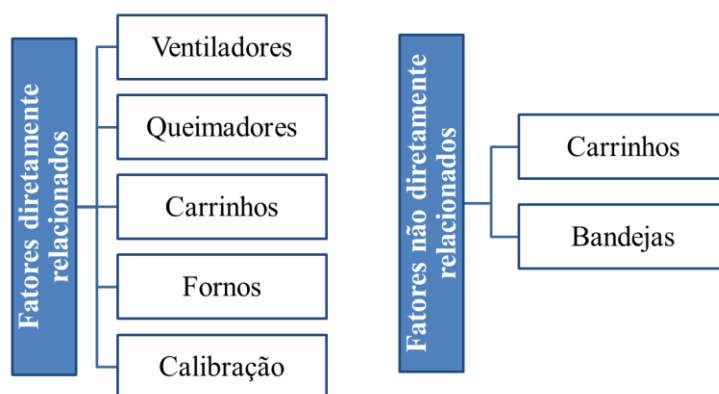 Fatores diretamente
relacionados
Ventiladores
Queimadores
Carrinhos
Fornos
Calibração
Fatores não diretamente
relacionados
Carrinhos
Bandejas